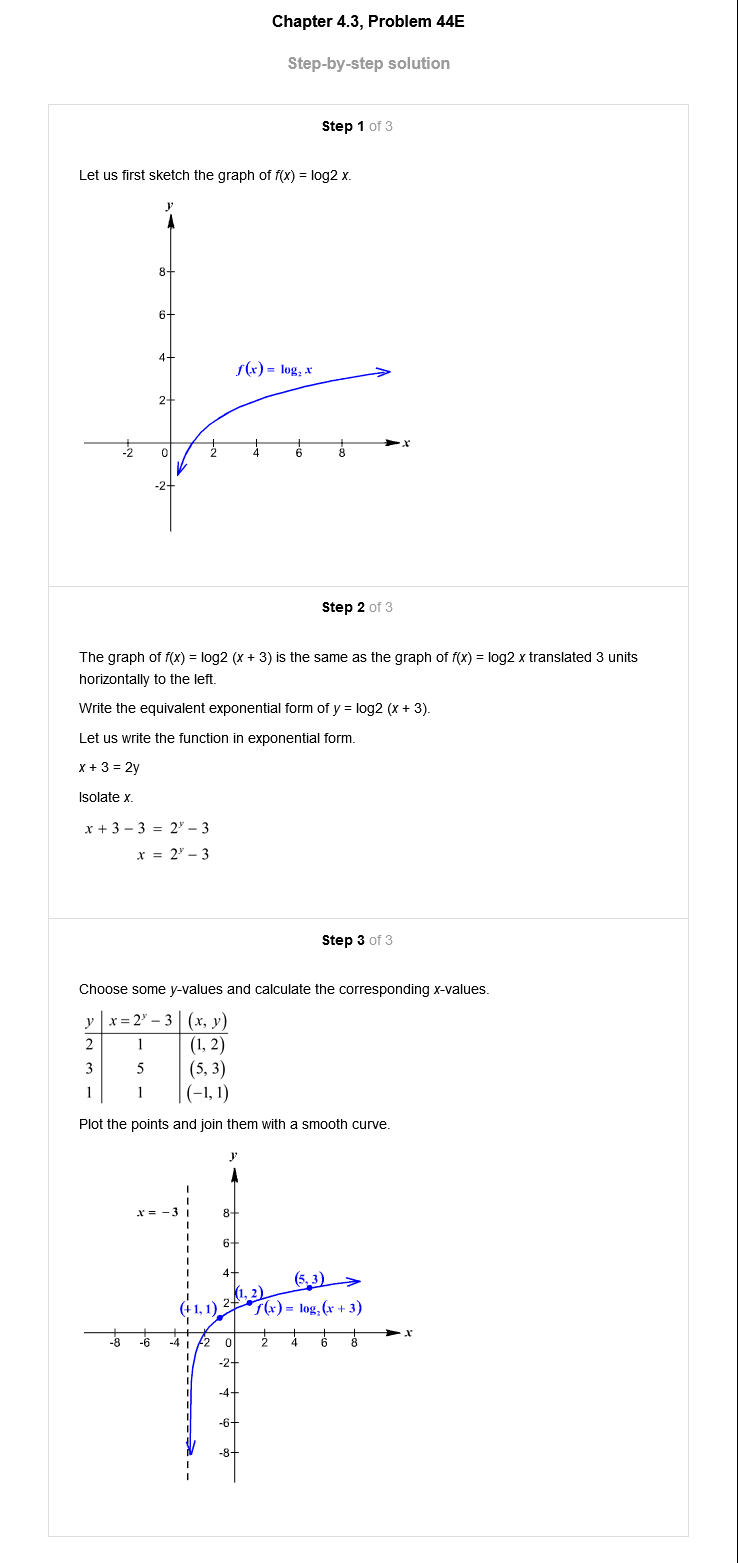 Chapter 4.3, Problem 44E
Step-by-step solution
Step 1 of 3
Let us first sketch the graph of f(x) = log2 x.
y
8
6
4
f(x) = log₂ x
2
x
-2 0 2 4 6 8
-2
Step 2 of 3
The graph of f(x) = log2 (x + 3) is the same as the graph of f(x) = log2 x translated 3 units
horizontally to the left.
Write the equivalent exponential form of y = log2 (x + 3).
Let us write the function in exponential form.
x + 3 = 2y
Isolate x.
x + 3 − 3 = 2ʸ − 3
x = 2ʸ − 3
Step 3 of 3
Choose some y-values and calculate the corresponding x-values.
y x = 2ʸ − 3 (x, y)
2 1 (1, 2)
3 5 (5, 3)
1 1 (−1, 1)
Plot the points and join them with a smooth curve.
y
x = −3 8
6
4 (5, 3)
(1, 2)
2
(−1, 1) f(x) = log₂(x + 3)
x
-8 -6 -4 -2 0 2 4 6 8
-2
-4
-6
-8